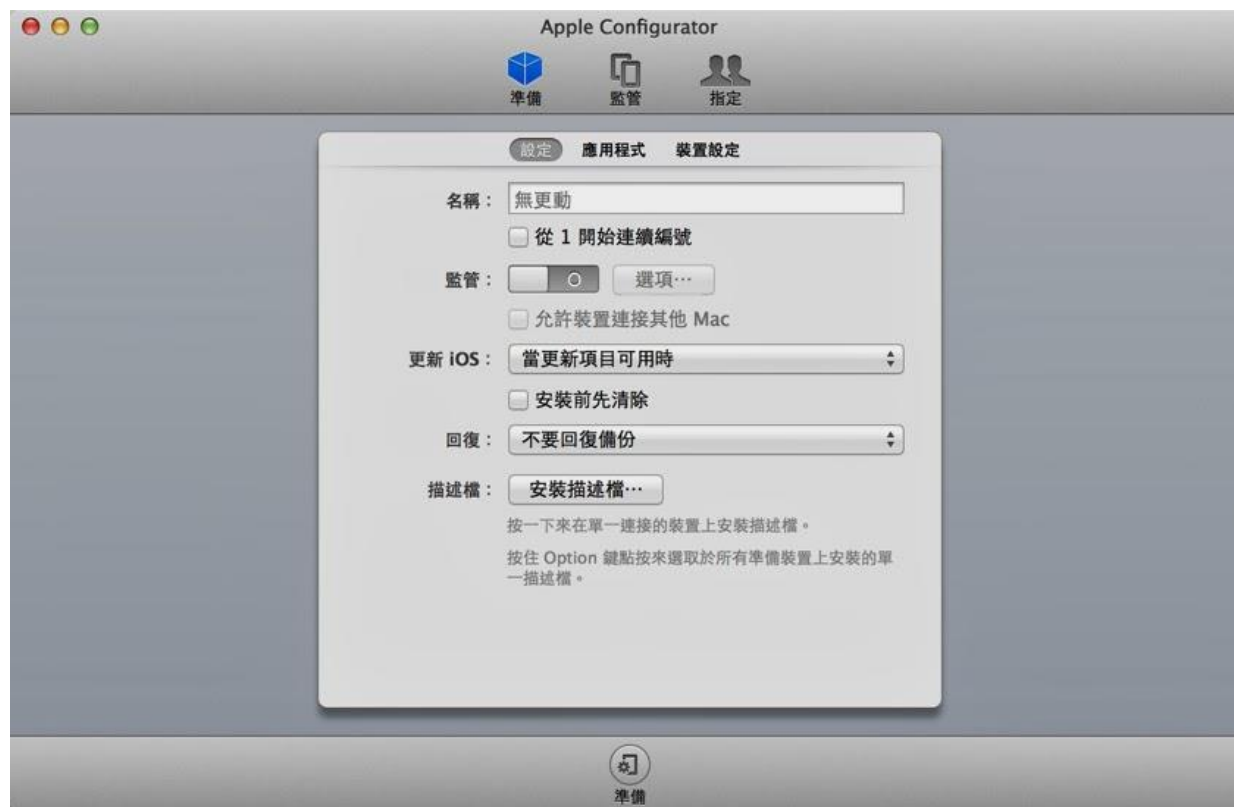 Apple Configurator
準備 監管 指定
設定 應用程式 裝置設定
名稱： 無更動
從 1 開始連續編號
監管： 選項…
允許裝置連接其他 Mac
更新 iOS： 當更新項目可用時
安裝前先清除
回復： 不要回復備份
描述檔： 安裝描述檔…
按一下來在單一連接的裝置上安裝描述檔。
按住 Option 鍵點按來選取於所有準備裝置上安裝的單
一描述檔。
準備